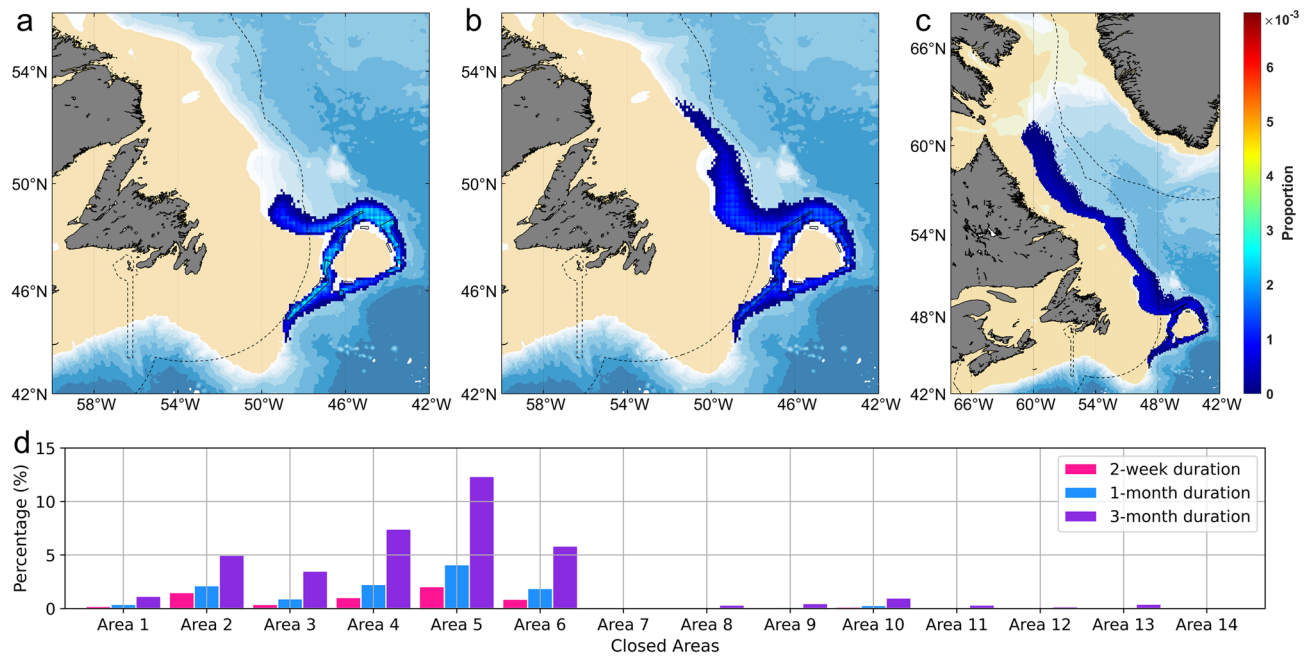 a
54°N
50°N
46°N
42°N
58°W 54°W 50°W 46°W 42°W
b
54°N
50°N
46°N
42°N
58°W 54°W 50°W 46°W 42°W
c
66°N
60°N
54°N
48°N
42°N
66°W 60°W 54°W 48°W 42°W
×10⁻³
6
5
4
3
2
1
0
Proportion
d
15
10
5
0
Percentage (%)
2-week duration
1-month duration
3-month duration
Area 1 Area 2 Area 3 Area 4 Area 5 Area 6 Area 7 Area 8 Area 9 Area 10 Area 11 Area 12 Area 13 Area 14
Closed Areas